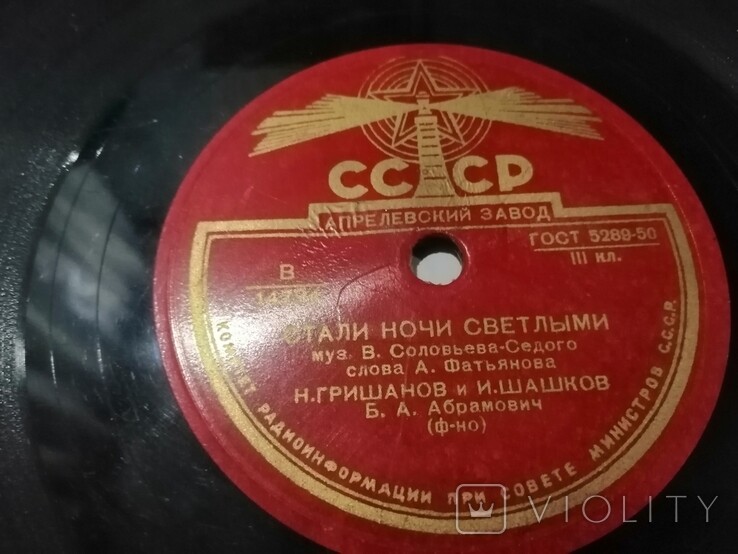 СССР
АПРЕЛЕВСКИЙ ЗАВОД
ГОСТ 5289-50
III кл.
В
СТАЛИ НОЧИ СВЕТЛЫМИ
муз. В. Соловьева-Седого
слова А. Фатьянова
Н. ГРИШАНОВ и И. ШАШКОВ
Б. А. Абрамович
(ф-но)
КОМИТЕТ РАДИОИНФОРМАЦИИ ПРИ СОВЕТЕ МИНИСТРОВ С.С.С.Р.
VIOLITY